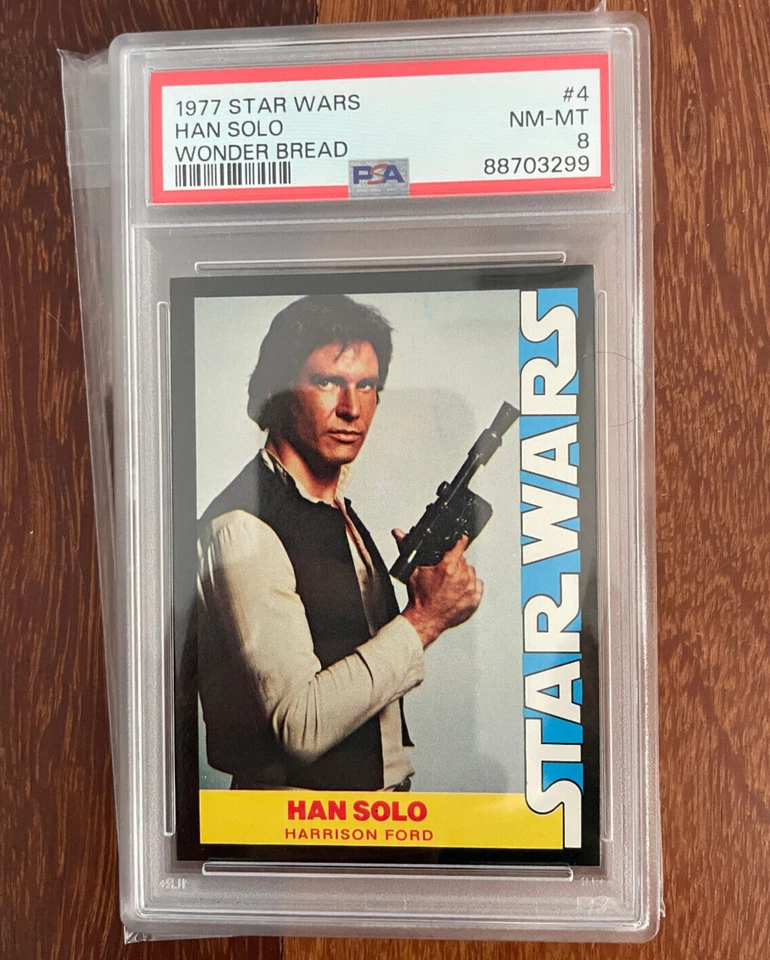 1977 STAR WARS
HAN SOLO
WONDER BREAD
#4
NM-MT
8
88703299
PSA
STAR WARS
HAN SOLO
HARRISON FORD